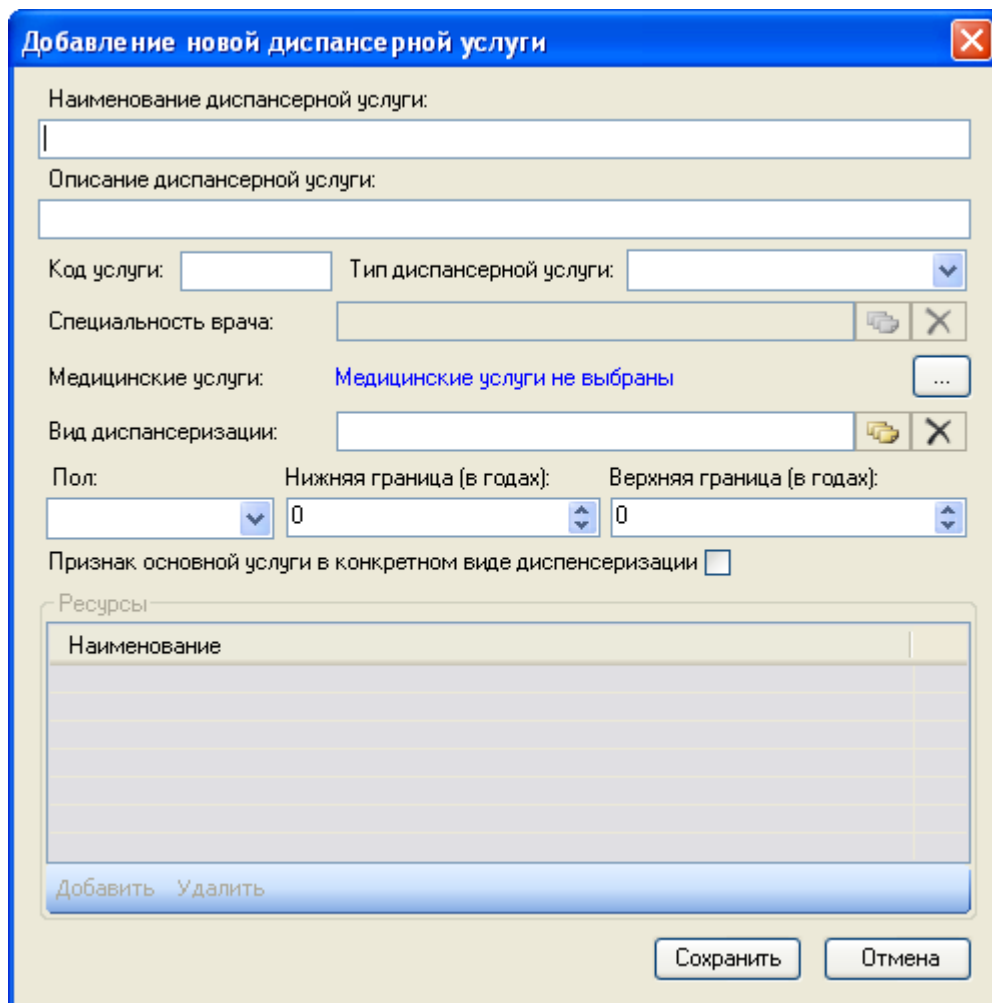 Добавление новой диспансерной услуги
Наименование диспансерной услуги:
Описание диспансерной услуги:
Код услуги: Тип диспансерной услуги:
Специальность врача:
Медицинские услуги: Медицинские услуги не выбраны ...
Вид диспансеризации:
Пол: Нижняя граница (в годах): Верхняя граница (в годах):
0 0
Признак основной услуги в конкретном виде диспенсеризации
Ресурсы
Наименование
Добавить Удалить
Сохранить Отмена